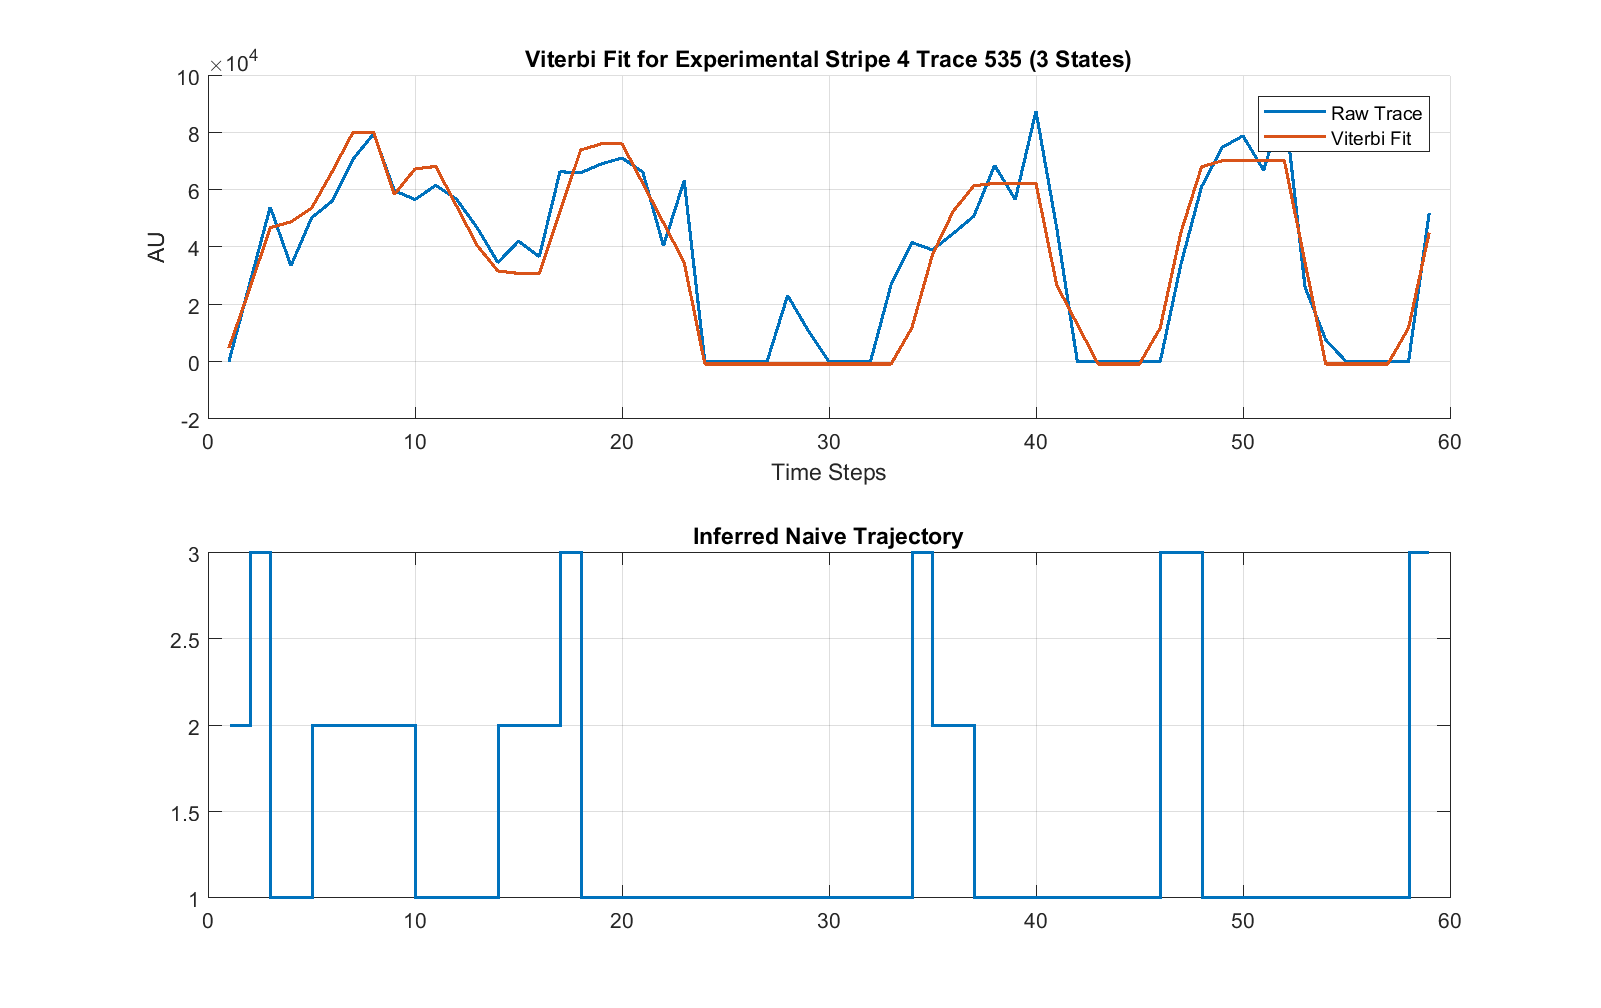 Viterbi Fit for Experimental Stripe 4 Trace 535 (3 States)
×10⁴
10
8
6
4
2
0
-2
AU
Raw Trace
Viterbi Fit
0 10 20 30 40 50 60
Time Steps
Inferred Naive Trajectory
3
2.5
2
1.5
1
0 10 20 30 40 50 60